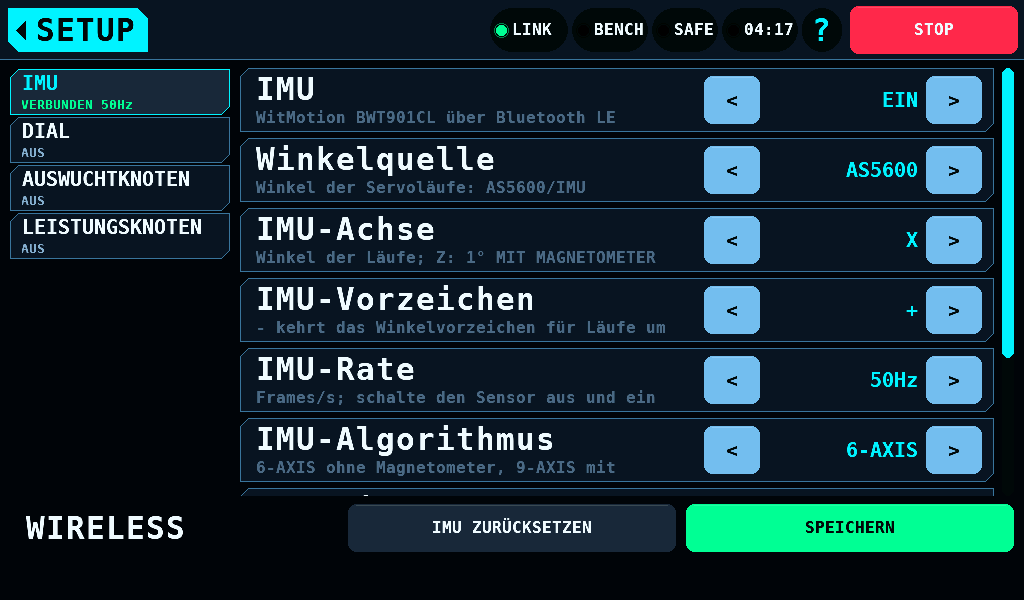 SETUP
LINK
BENCH
SAFE
04:17
?
STOP
IMU
VERBUNDEN 50Hz
DIAL
AUS
AUSWUCHTKNOTEN
AUS
LEISTUNGSKNOTEN
AUS
IMU
WitMotion BWT901CL über Bluetooth LE
<
EIN
>
Winkelquelle
Winkel der Servoläufe: AS5600/IMU
<
AS5600
>
IMU-Achse
Winkel der Läufe; Z: 1° MIT MAGNETOMETER
<
X
>
IMU-Vorzeichen
- kehrt das Winkelvorzeichen für Läufe um
<
+
>
IMU-Rate
Frames/s; schalte den Sensor aus und ein
<
50Hz
>
IMU-Algorithmus
6-AXIS ohne Magnetometer, 9-AXIS mit
<
6-AXIS
>
WIRELESS
IMU ZURÜCKSETZEN
SPEICHERN